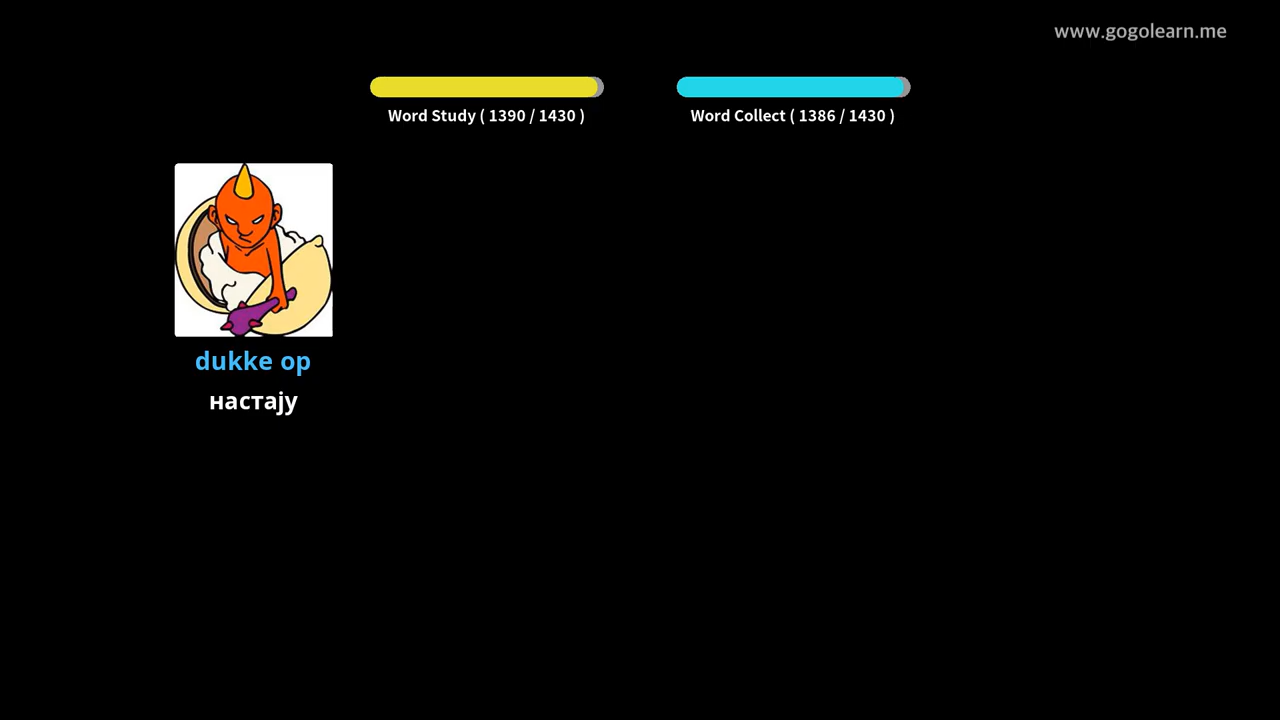 www.gogolearn.me
Word Study ( 1390 / 1430 )
Word Collect ( 1386 / 1430 )
dukke op
настају